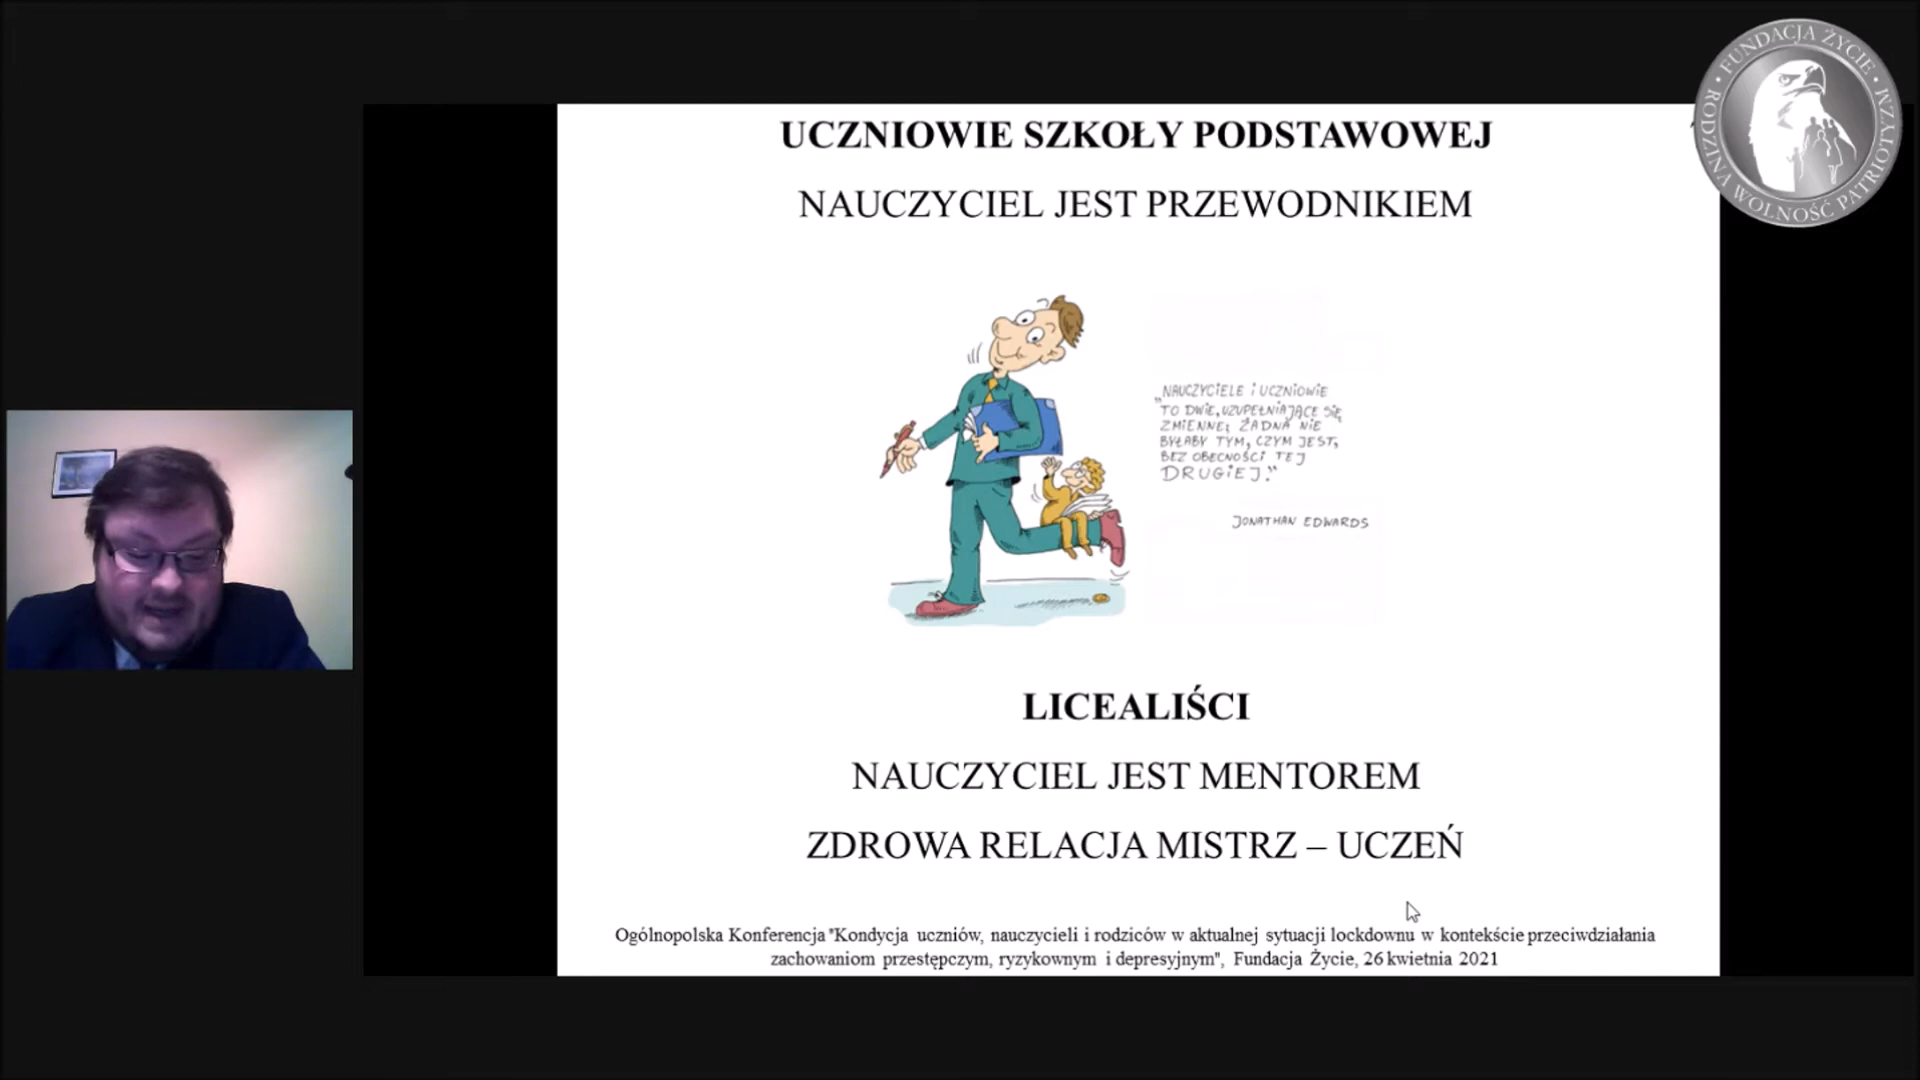 UCZNIOWIE SZKOŁY PODSTAWOWEJ
NAUCZYCIEL JEST PRZEWODNIKIEM
„NAUCZYCIELE i UCZNIOWIE
TO DWIE, UZUPEŁNIAJĄCE SIĘ
ZMIENNE; ŻADNA NIE
BYŁABY TYM, CZYM JEST,
BEZ OBECNOŚCI TEJ
DRUGIEJ."
JONATHAN EDWARDS
LICEALIŚCI
NAUCZYCIEL JEST MENTOREM
ZDROWA RELACJA MISTRZ – UCZEŃ
Ogólnopolska Konferencja "Kondycja uczniów, nauczycieli i rodziców w aktualnej sytuacji lockdownu w kontekście przeciwdziałania
zachowaniom przestępczym, ryzykownym i depresyjnym", Fundacja Życie, 26 kwietnia 2021
• FUNDACJA ŻYCIE •
RODZINA WOLNOŚĆ PATRIOTYZM